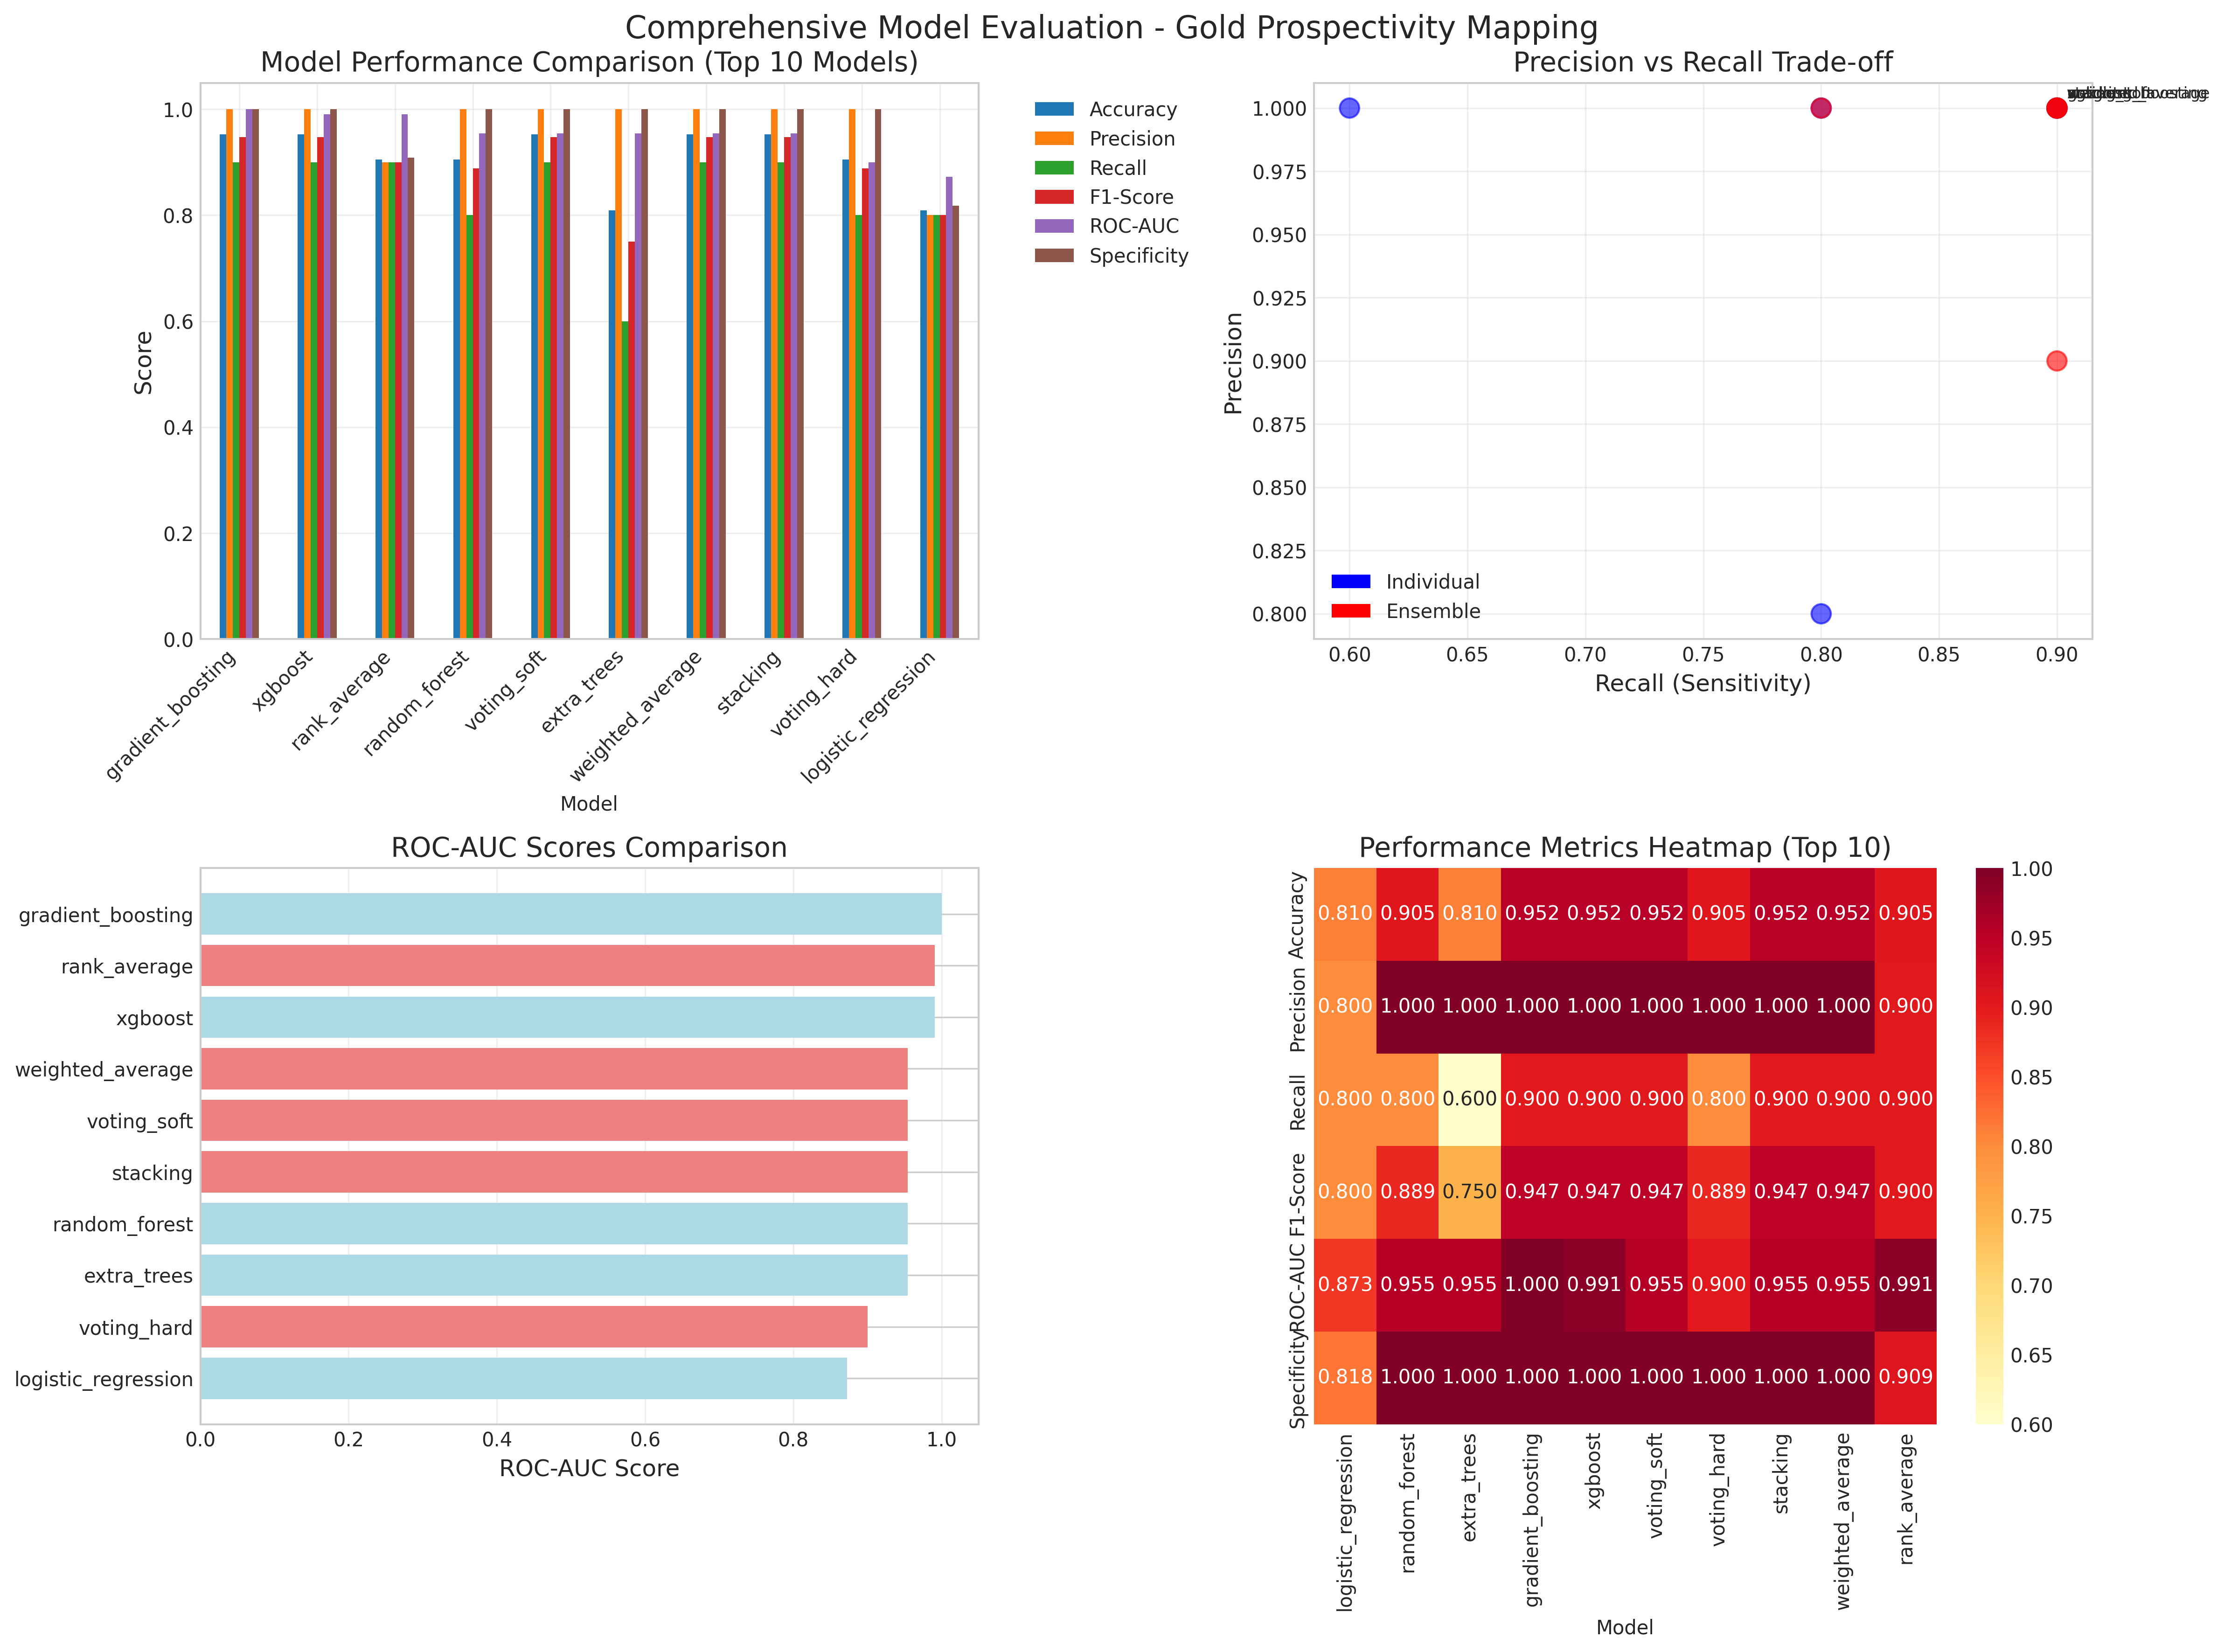 Comprehensive Model Evaluation - Gold Prospectivity Mapping
Model Performance Comparison (Top 10 Models)
1.0
0.8
0.6
0.4
0.2
0.0
Score
gradient_boosting
xgboost
rank_average
random_forest
voting_soft
extra_trees
weighted_average
stacking
voting_hard
logistic_regression
Model
Accuracy
Precision
Recall
F1-Score
ROC-AUC
Specificity
Precision vs Recall Trade-off
1.000
0.975
0.950
0.925
0.900
0.875
0.850
0.825
0.800
Precision
Individual
Ensemble
0.60 0.65 0.70 0.75 0.80 0.85 0.90
Recall (Sensitivity)
ROC-AUC Scores Comparison
gradient_boosting
rank_average
xgboost
weighted_average
voting_soft
stacking
random_forest
extra_trees
voting_hard
logistic_regression
0.0 0.2 0.4 0.6 0.8 1.0
ROC-AUC Score
Performance Metrics Heatmap (Top 10)
Accuracy 0.810 0.905 0.810 0.952 0.952 0.952 0.905 0.952 0.952 0.905
Precision 0.800 1.000 1.000 1.000 1.000 1.000 1.000 1.000 1.000 0.900
Recall 0.800 0.800 0.600 0.900 0.900 0.900 0.800 0.900 0.900 0.900
F1-Score 0.800 0.889 0.750 0.947 0.947 0.947 0.889 0.947 0.947 0.900
ROC-AUC 0.873 0.955 0.955 1.000 0.991 0.955 0.900 0.955 0.955 0.991
Specificity 0.818 1.000 1.000 1.000 1.000 1.000 1.000 1.000 1.000 0.909
logistic_regression
random_forest
extra_trees
gradient_boosting
xgboost
voting_soft
voting_hard
stacking
weighted_average
rank_average
Model
1.00
0.95
0.90
0.85
0.80
0.75
0.70
0.65
0.60